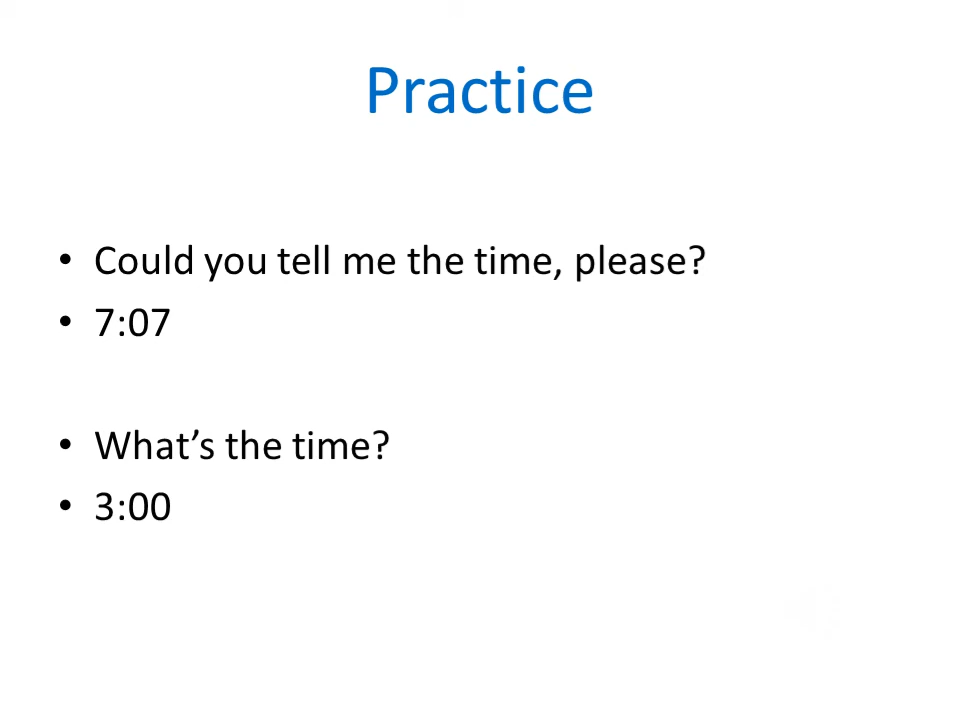 Practice
• Could you tell me the time, please?
• 7:07
• What’s the time?
• 3:00